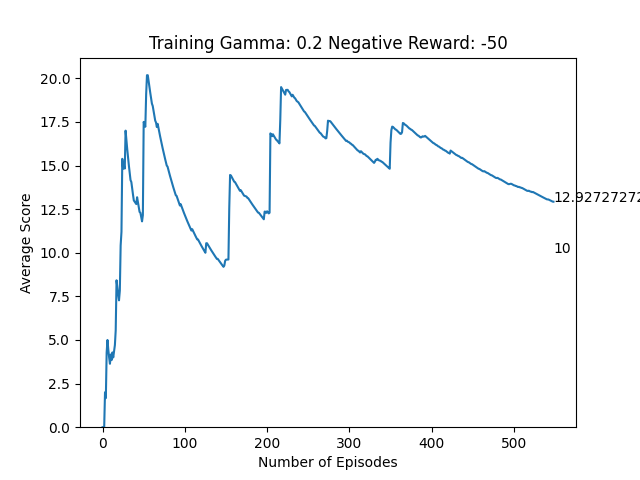 Training Gamma: 0.2 Negative Reward: -50
20.0
17.5
15.0
12.5
10.0
7.5
5.0
2.5
0.0
Average Score
12.92727272
10
0 100 200 300 400 500
Number of Episodes